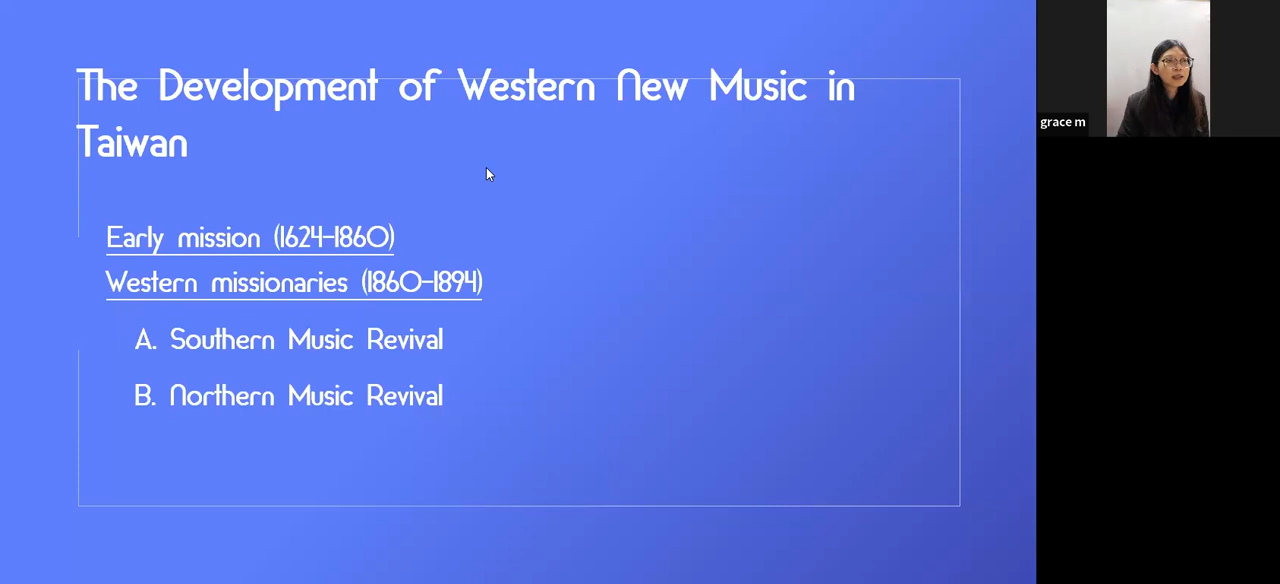 The Development of Western New Music in
Taiwan
Early mission (1624-1860)
Western missionaries (1860-1894)
A. Southern Music Revival
B. Northern Music Revival
grace m